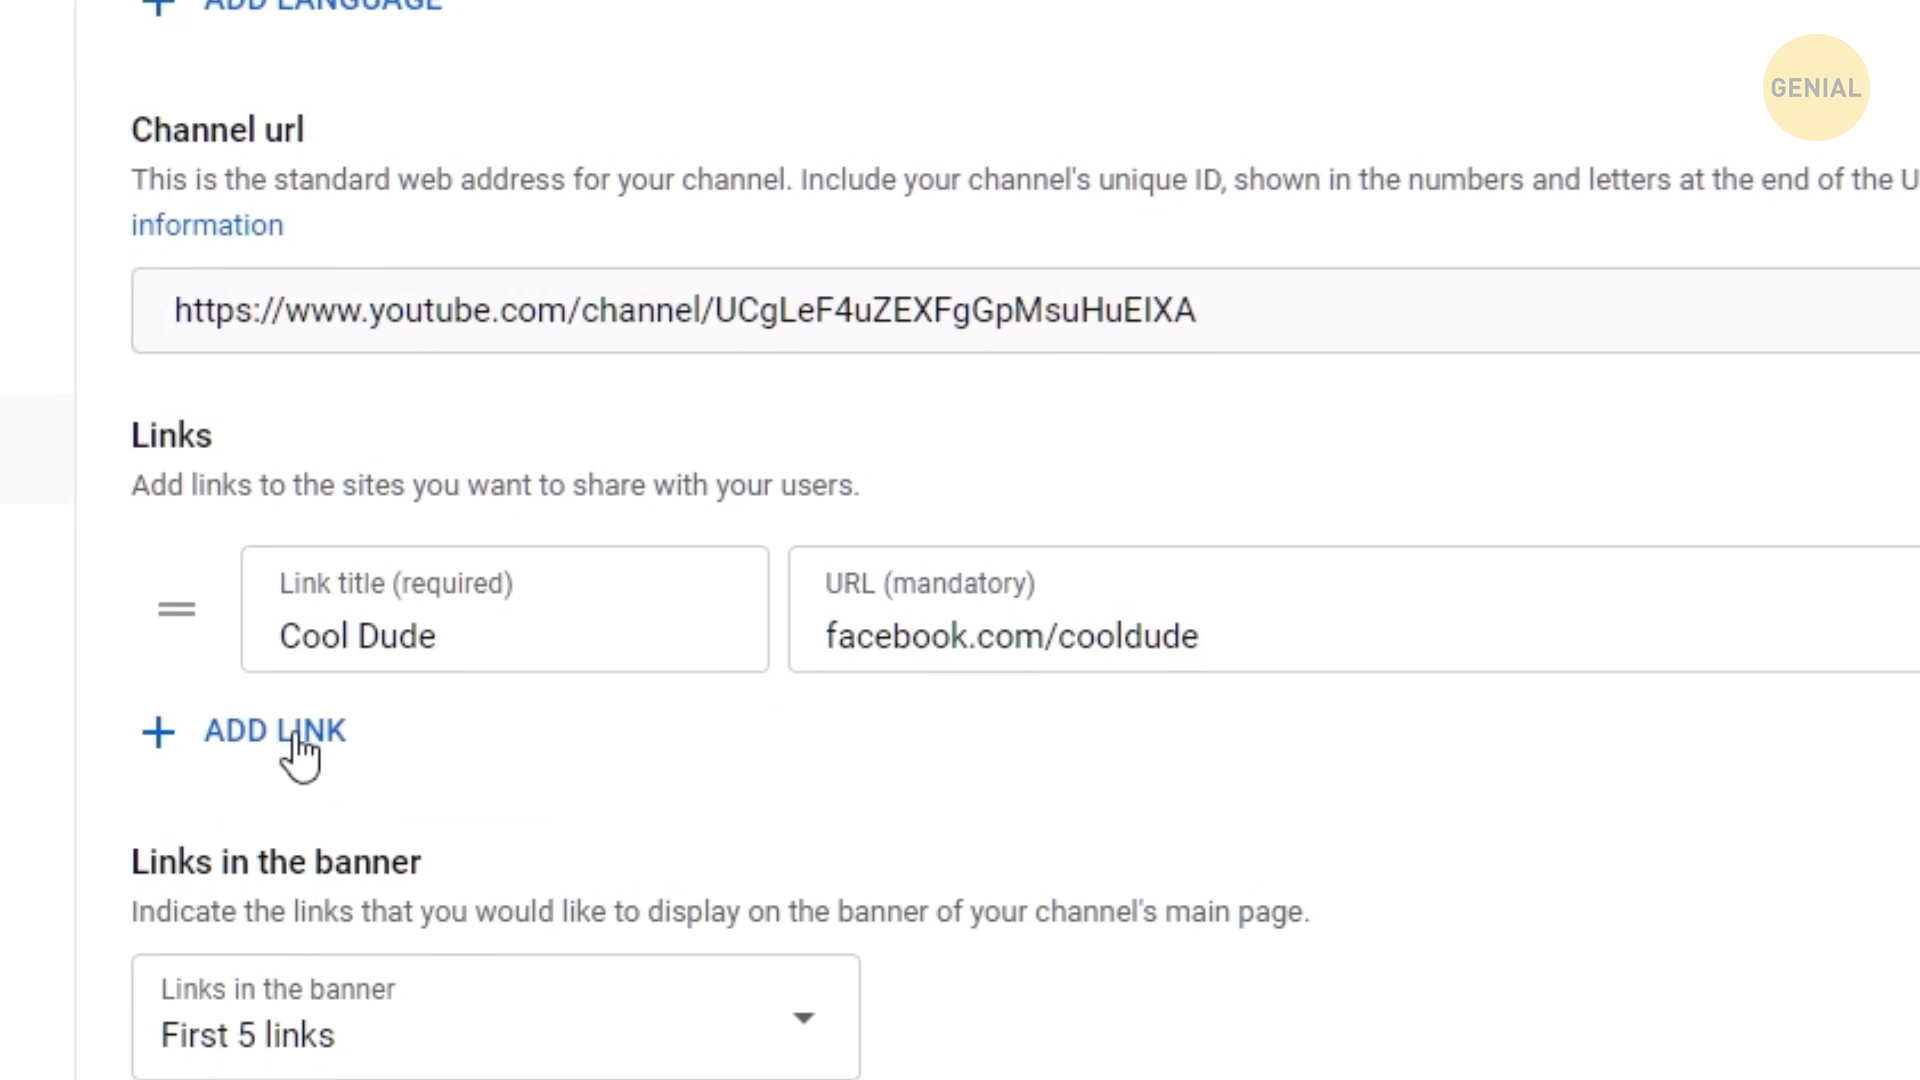 ADD LANGUAGE
GENIAL
Channel url
This is the standard web address for your channel. Include your channel's unique ID, shown in the numbers and letters at the end of the U
information
https://www.youtube.com/channel/UCgLeF4uZEXFgGpMsuHuEIXA
Links
Add links to the sites you want to share with your users.
Link title (required)
URL (mandatory)
Cool Dude
facebook.com/cooldude
ADD LINK
Links in the banner
Indicate the links that you would like to display on the banner of your channel's main page.
Links in the banner
First 5 links